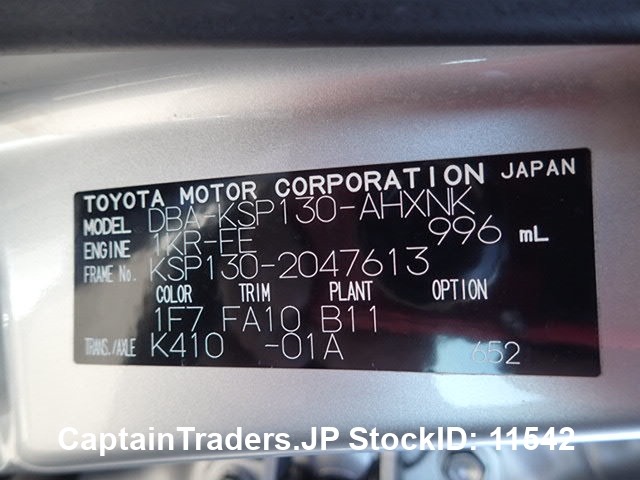 TOYOTA MOTOR CORPORATION JAPAN
MODEL DBA-KSP130-AHXNK
ENGINE 1KR-FE 996 mL
FRAME No. KSP130-2047613
COLOR TRIM PLANT OPTION
1F7 FA10 B11
TRANS./AXLE K410 -01A 652
CaptainTraders.JP StockID: 11542